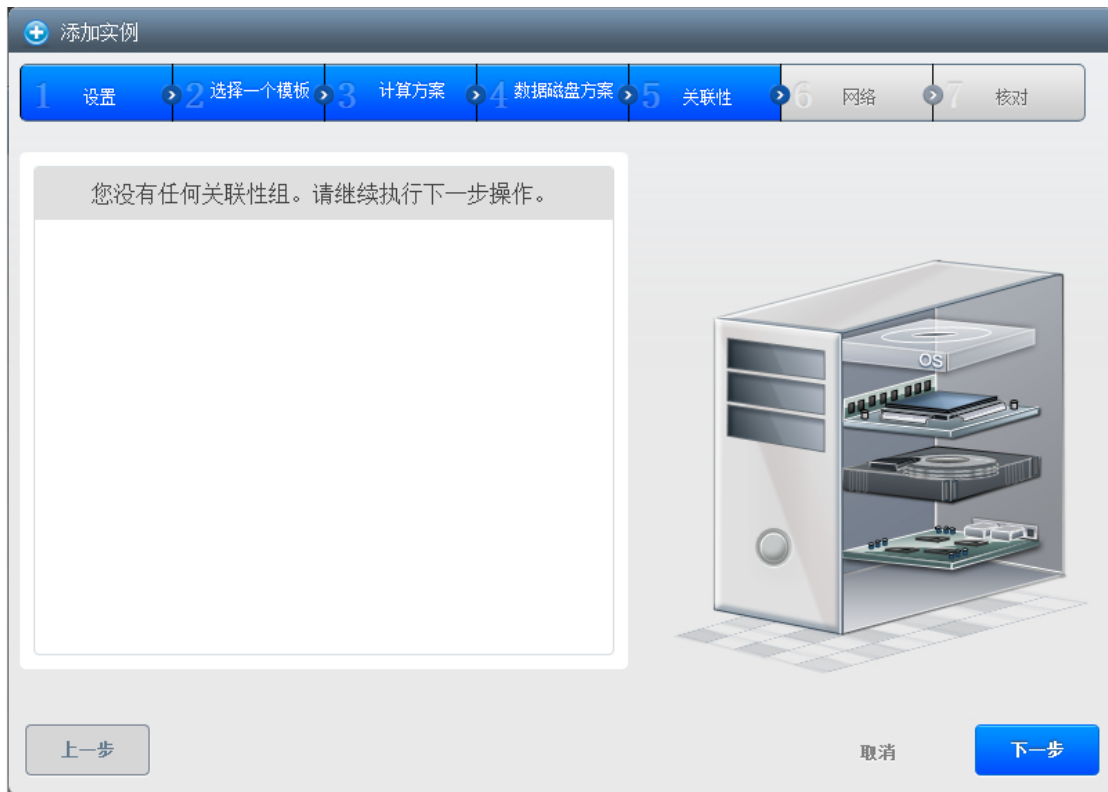 添加实例
1 设置 2 选择一个模板 3 计算方案 4 数据磁盘方案 5 关联性 6 网络 7 核对
您没有任何关联性组。请继续执行下一步操作。
OS
上一步 取消 下一步